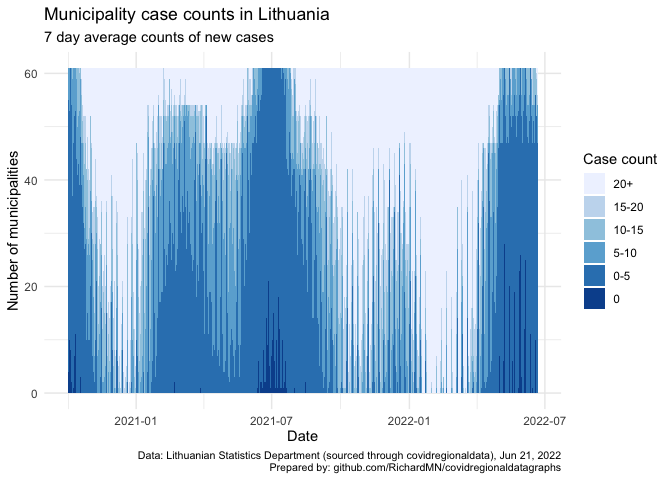 Municipality case counts in Lithuania
7 day average counts of new cases
Number of municipalities
60
40
20
0
2021-01
2021-07
2022-01
2022-07
Date
Case count
20+
15-20
10-15
5-10
0-5
0
Data: Lithuanian Statistics Department (sourced through covidregionaldata), Jun 21, 2022
Prepared by: github.com/RichardMN/covidregionaldatagraphs